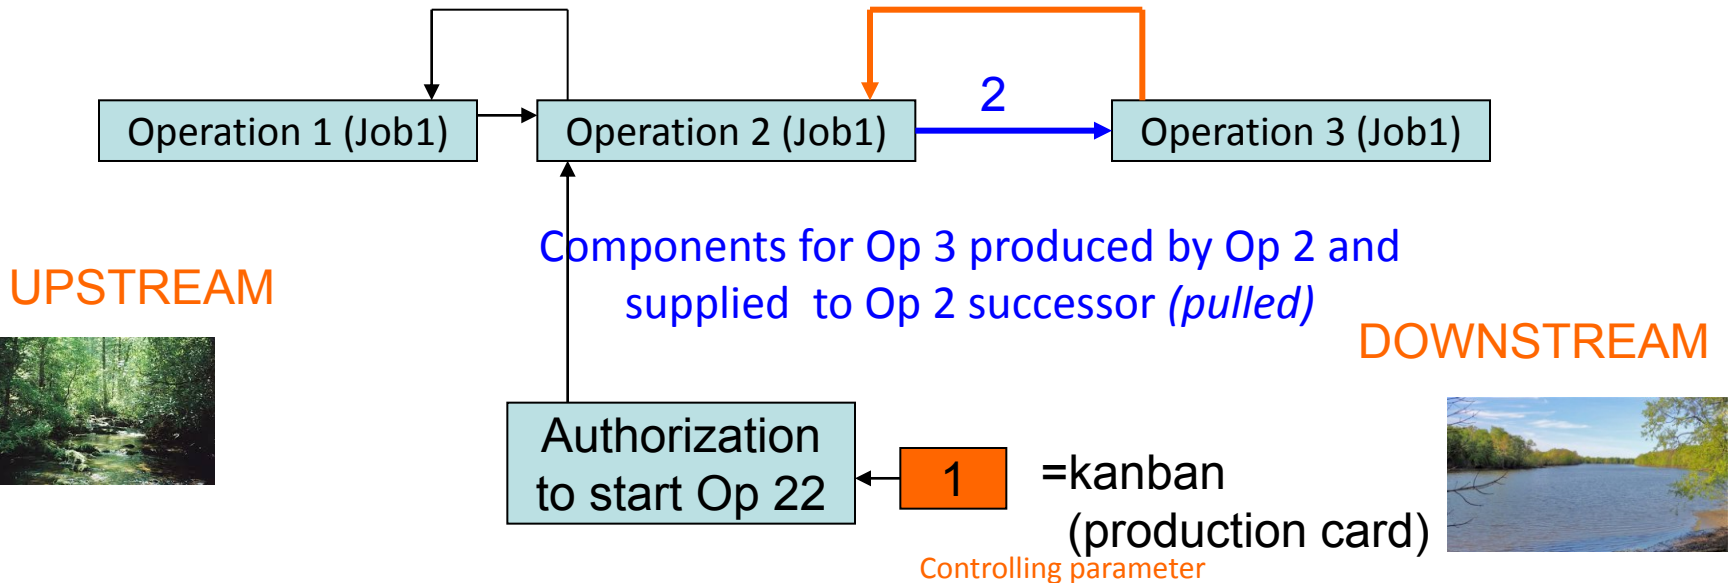 2
Operation 1 (Job1)
Operation 2 (Job1)
Operation 3 (Job1)
Components for Op 3 produced by Op 2 and
supplied to Op 2 successor (pulled)
UPSTREAM
DOWNSTREAM
Authorization
to start Op 22
1
=kanban
(production card)
Controlling parameter